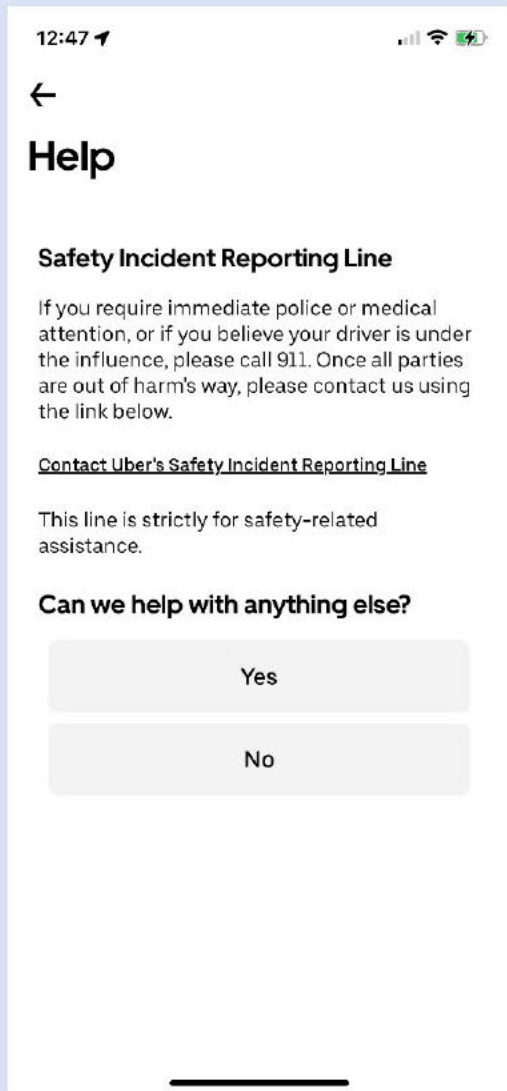 12:47
Help
Safety Incident Reporting Line
If you require immediate police or medical
attention, or if you believe your driver is under
the influence, please call 911. Once all parties
are out of harm's way, please contact us using
the link below.
Contact Uber's Safety Incident Reporting Line
This line is strictly for safety-related
assistance.
Can we help with anything else?
Yes
No